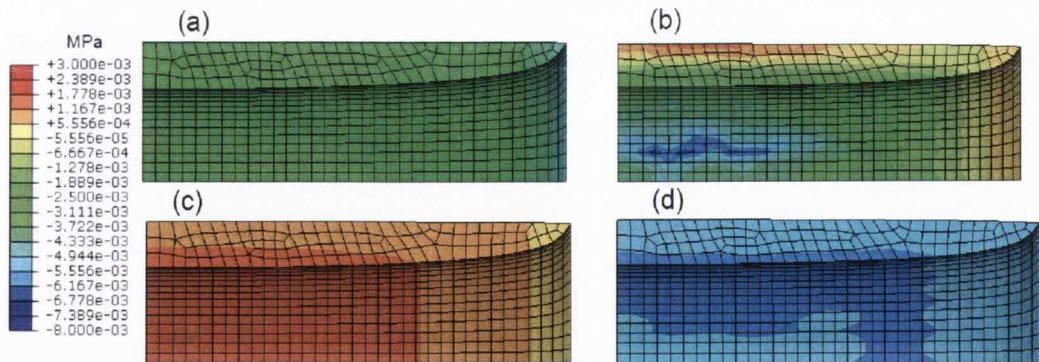 (a)
(b)
MPa
+3.000e-03
+2.389e-03
+1.778e-03
+1.167e-03
+5.556e-04
-5.556e-05
-6.667e-04
-1.278e-03
-1.889e-03
-2.500e-03
-3.111e-03
-3.722e-03
-4.333e-03
-4.944e-03
-5.556e-03
-6.167e-03
-6.778e-03
-7.389e-03
-8.000e-03
(c)
(d)